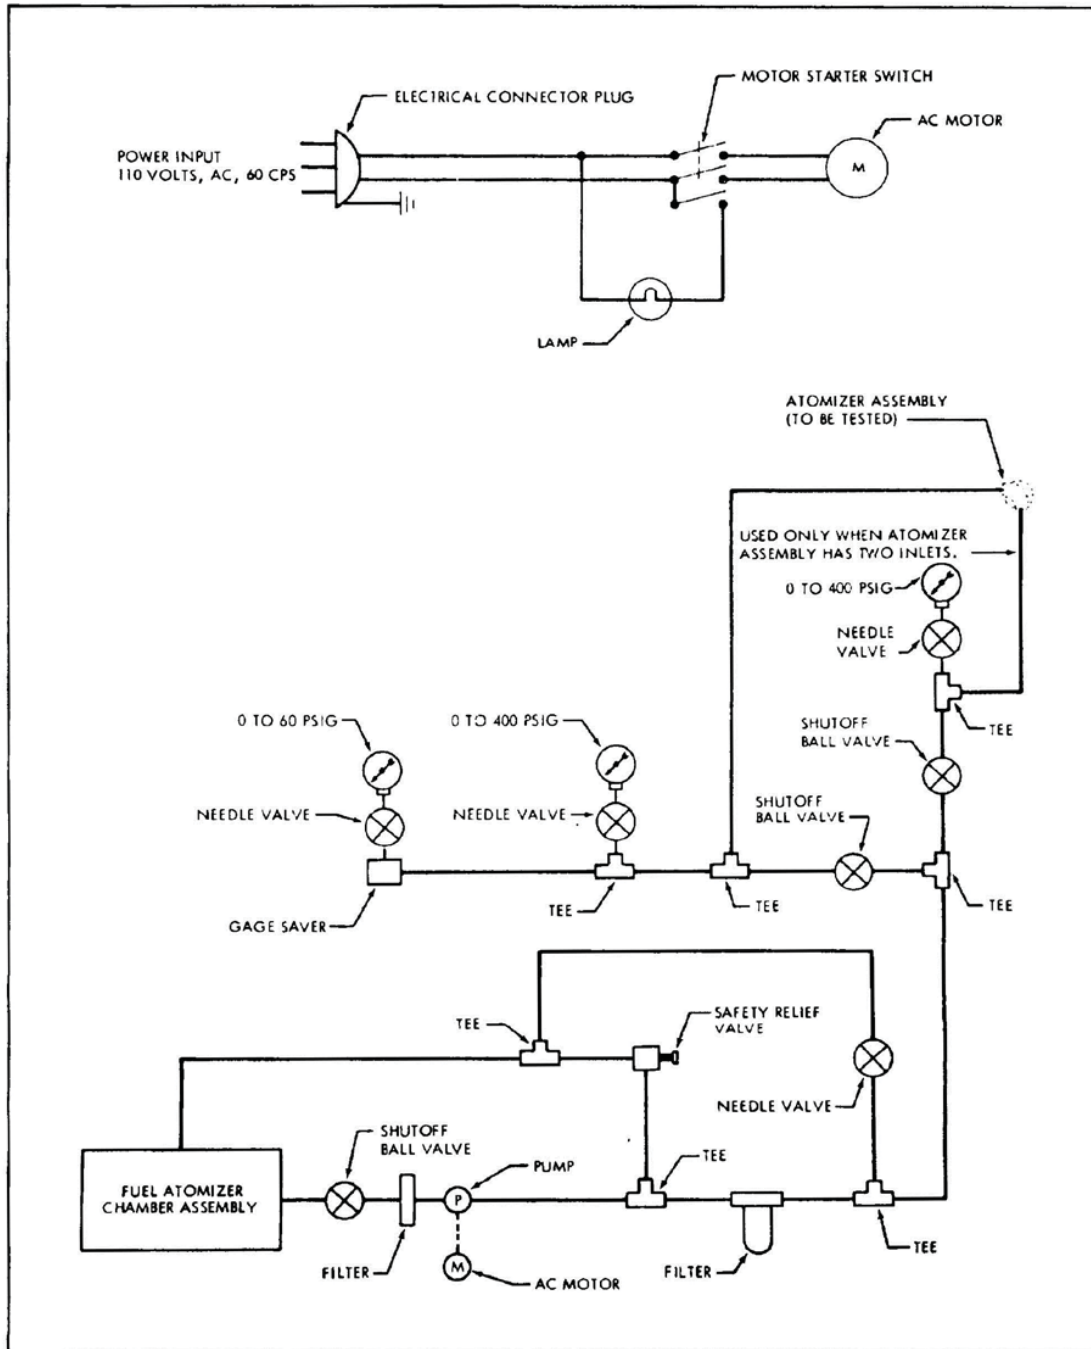 MOTOR STARTER SWITCH
ELECTRICAL CONNECTOR PLUG
AC MOTOR
POWER INPUT
110 VOLTS, AC, 60 CPS
M
LAMP
ATOMIZER ASSEMBLY
(TO BE TESTED)
USED ONLY WHEN ATOMIZER
ASSEMBLY HAS TWO INLETS.
0 TO 400 PSIG
NEEDLE
VALVE
0 TO 60 PSIG
0 TO 400 PSIG
SHUTOFF
BALL VALVE
TEE
NEEDLE VALVE
NEEDLE VALVE
SHUTOFF
BALL VALVE
GAGE SAVER
TEE
TEE
TEE
TEE
SAFETY RELIEF
VALVE
NEEDLE VALVE
SHUTOFF
BALL VALVE
PUMP
TEE
FUEL ATOMIZER
CHAMBER ASSEMBLY
P
FILTER
M
AC MOTOR
FILTER
TEE